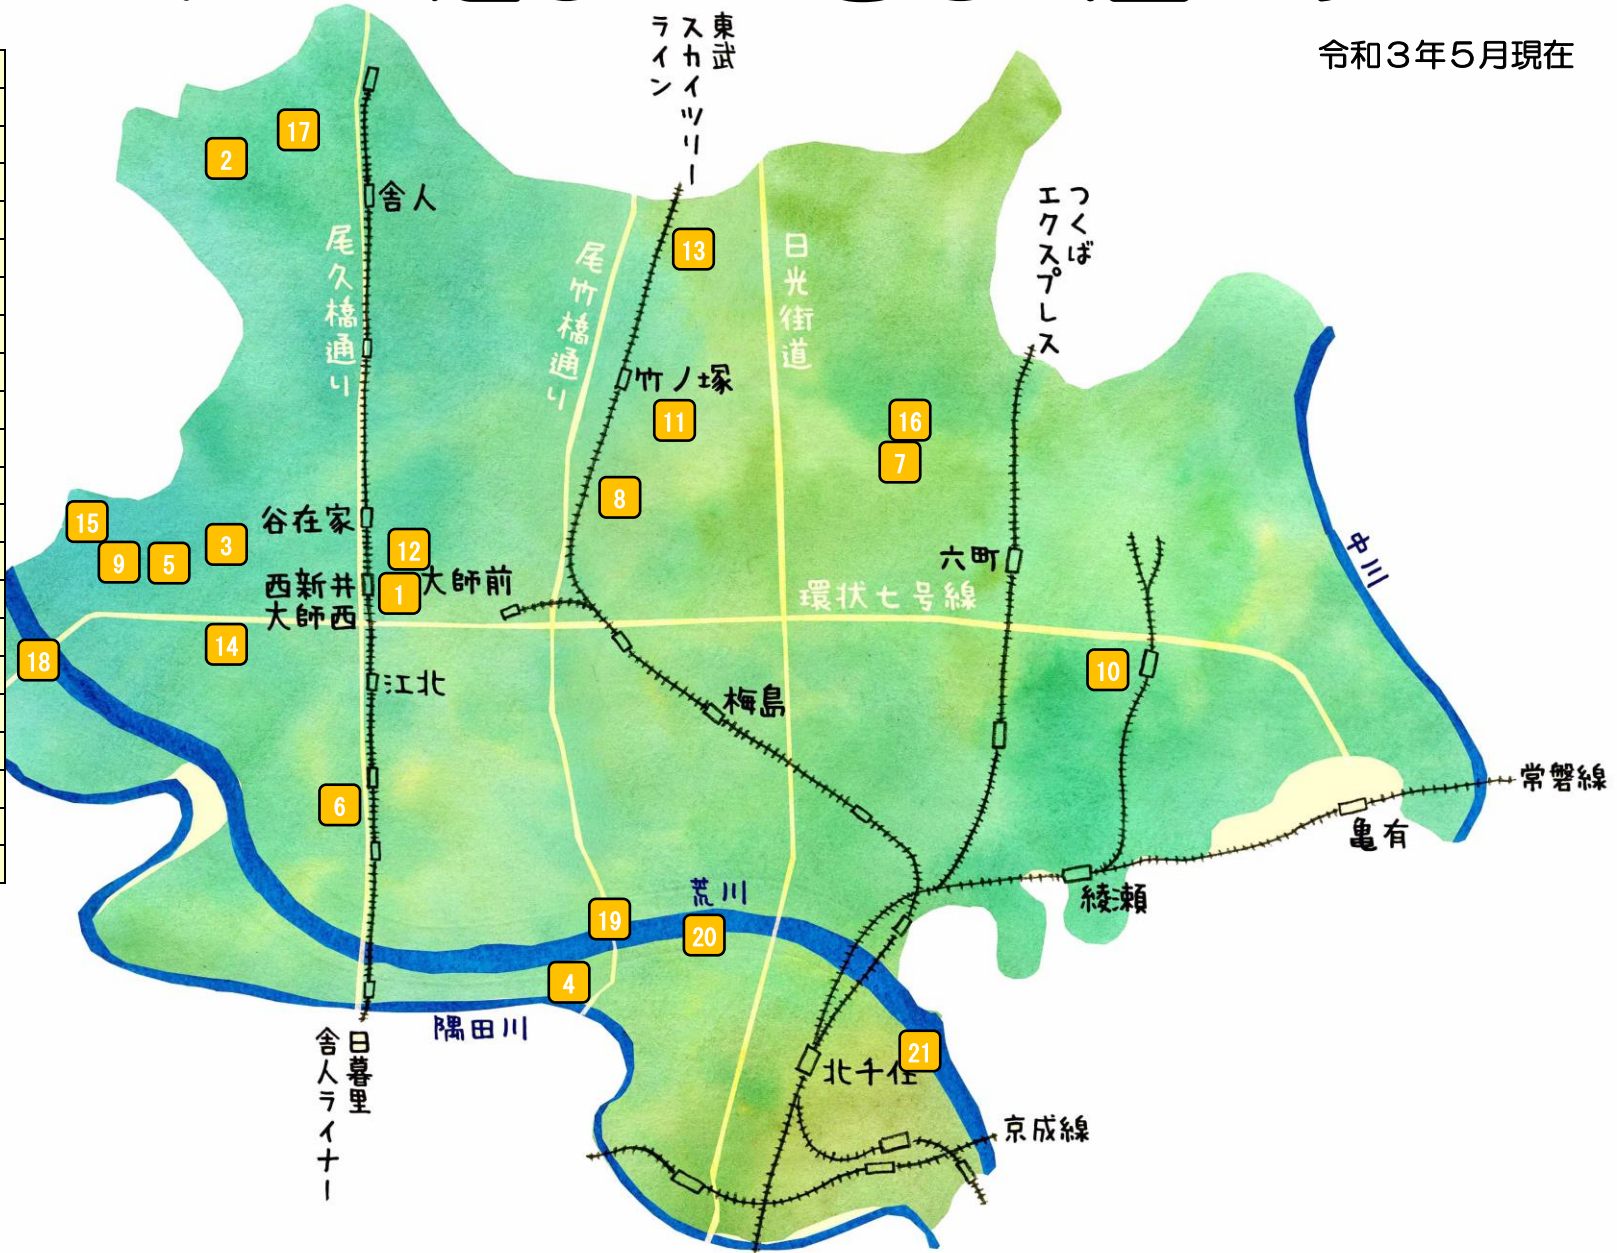 令和３年５月現在
東武
スカイツリー
ライン
17
2
舎人
尾久橋通り
尾竹橋通り
13
日光街道
つくば
エクスプレス
竹ノ塚
11
16
7
8
15
谷在家
3
12
9
5
六町
中川
西新井
大師西
1
大師前
環状七号線
14
18
10
江北
梅島
6
常磐線
亀有
綾瀬
荒川
19
20
4
隅田川
日暮里
舎人ライナー
北千住
21
京成線